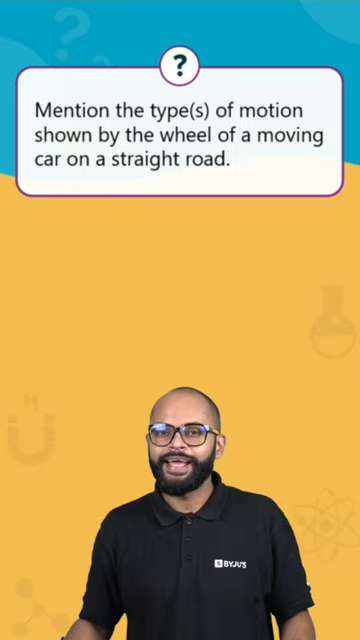 ?
Mention the type(s) of motion
shown by the wheel of a moving
car on a straight road.
BYJU'S